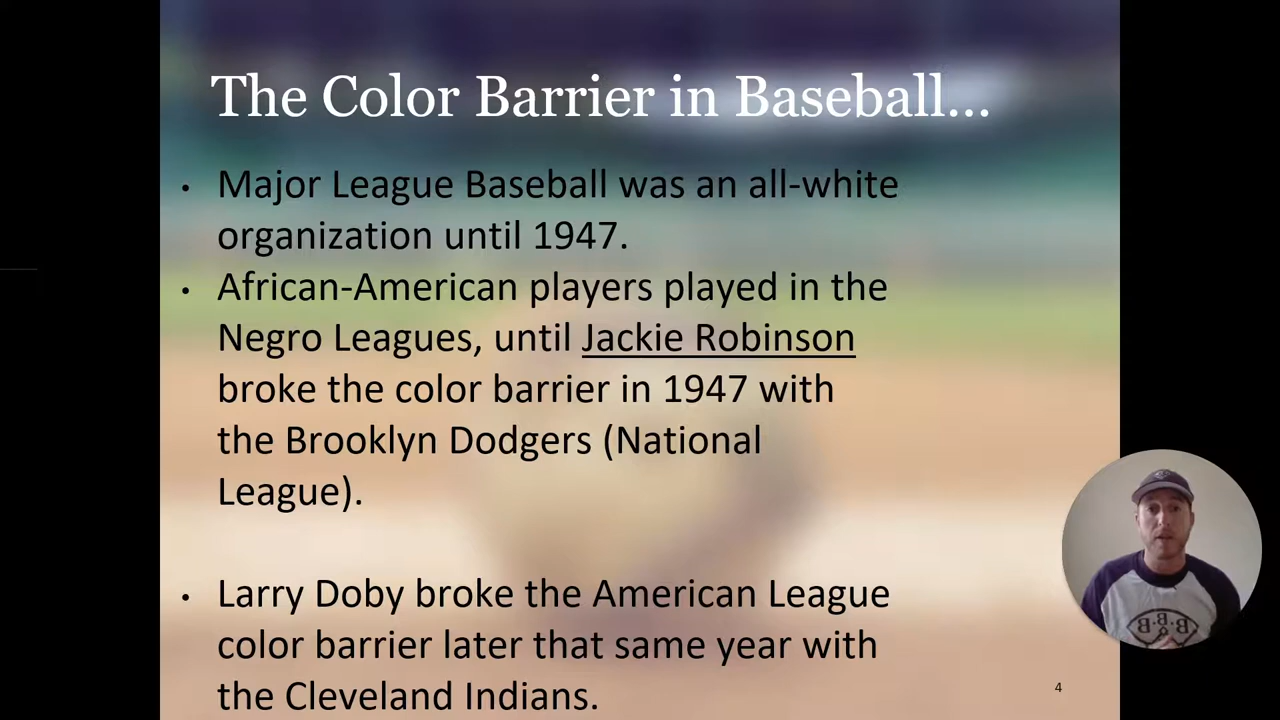 The Color Barrier in Baseball...
• Major League Baseball was an all-white
organization until 1947.
• African-American players played in the
Negro Leagues, until Jackie Robinson
broke the color barrier in 1947 with
the Brooklyn Dodgers (National
League).
• Larry Doby broke the American League
color barrier later that same year with
the Cleveland Indians.
4